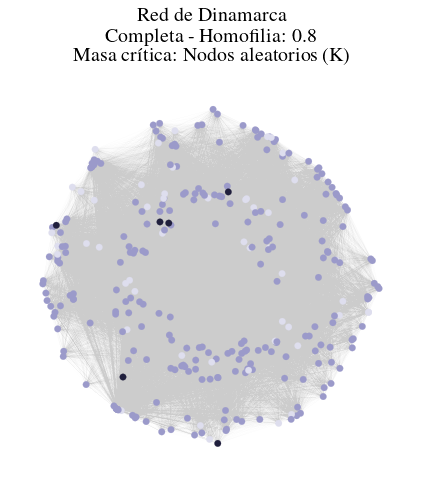 Red de Dinamarca
Completa - Homofilia: 0.8
Masa crítica: Nodos aleatorios (K)